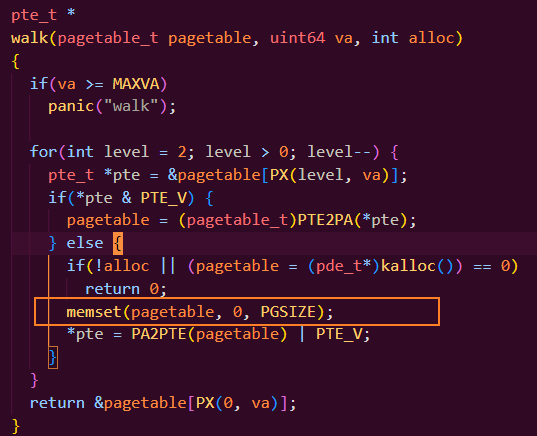 pte_t *
walk(pagetable_t pagetable, uint64 va, int alloc)
{
  if(va >= MAXVA)
    panic("walk");

  for(int level = 2; level > 0; level--) {
    pte_t *pte = &pagetable[PX(level, va)];
    if(*pte & PTE_V) {
      pagetable = (pagetable_t)PTE2PA(*pte);
    } else {
      if(!alloc || (pagetable = (pde_t*)kalloc()) == 0)
        return 0;
      memset(pagetable, 0, PGSIZE);
      *pte = PA2PTE(pagetable) | PTE_V;
    }
  }
  return &pagetable[PX(0, va)];
}